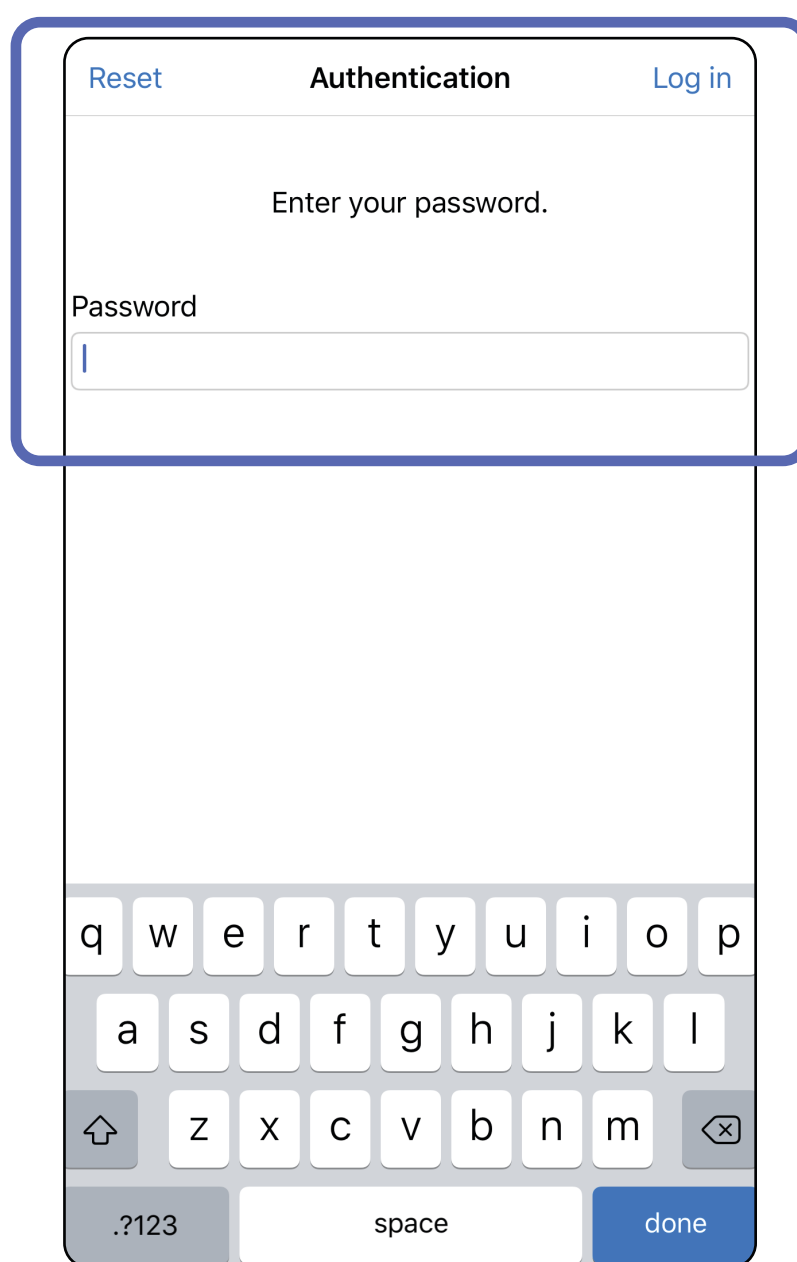 Reset Authentication Log in
Enter your password.
Password
q w e r t y u i o p
a s d f g h j k l
z x c v b n m
.?123 space done